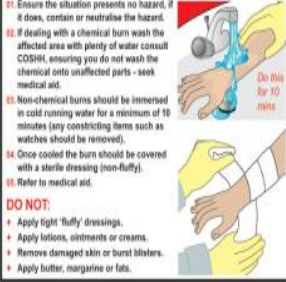 01. Ensure the situation presents no hazard, if
it does, contain or neutralise the hazard.
02. If dealing with a chemical burn wash the
affected area with plenty of water consult
COSHH, ensuring you do not wash the
chemical onto unaffected parts - seek
medical aid.
03. Non-chemical burns should be immersed
in cold running water for a minimum of 10
minutes (any constricting items such as
watches should be removed).
04. Once cooled the burn should be covered
with a sterile dressing (non-fluffy).
05. Refer to medical aid.
DO NOT:
+ Apply tight 'fluffy' dressings.
+ Apply lotions, ointments or creams.
+ Remove damaged skin or burst blisters.
+ Apply butter, margarine or fats.
Do this
for 10
mins